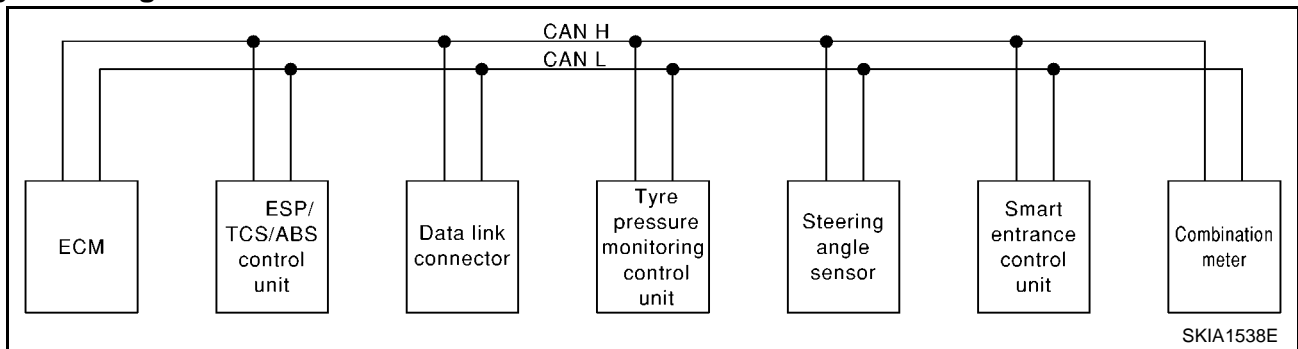 CAN H
CAN L
ECM
ESP/
TCS/ABS
control
unit
Data link
connector
Tyre
pressure
monitoring
control
unit
Steering
angle
sensor
Smart
entrance
control
unit
Combination
meter
SKIA1538E